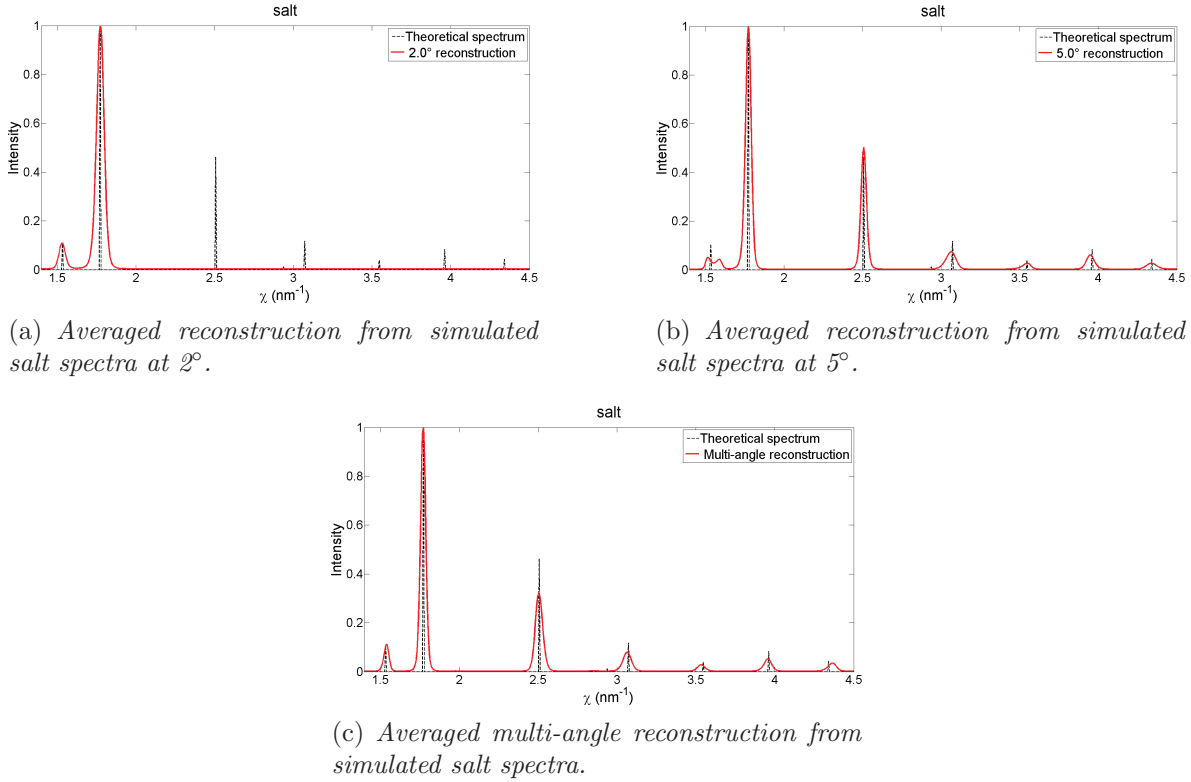 salt
Intensity
1
0.8
0.6
0.4
0.2
0
Theoretical spectrum
2.0° reconstruction
1.5 2 2.5 3 3.5 4 4.5
χ (nm⁻¹)
(a) Averaged reconstruction from simulated
salt spectra at 2°.
salt
Intensity
1
0.8
0.6
0.4
0.2
0
Theoretical spectrum
5.0° reconstruction
1.5 2 2.5 3 3.5 4 4.5
χ (nm⁻¹)
(b) Averaged reconstruction from simulated
salt spectra at 5°.
salt
Intensity
1
0.8
0.6
0.4
0.2
0
Theoretical spectrum
Multi-angle reconstruction
1.5 2 2.5 3 3.5 4 4.5
χ (nm⁻¹)
(c) Averaged multi-angle reconstruction from
simulated salt spectra.